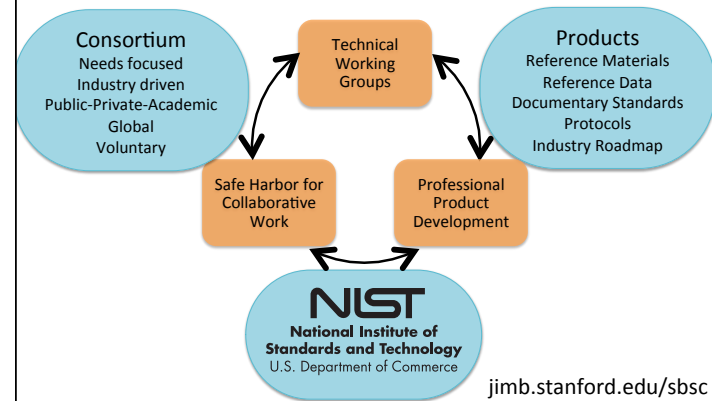 Consortium
Needs focused
Industry driven
Public-Private-Academic
Global
Voluntary
Technical
Working
Groups
Products
Reference Materials
Reference Data
Documentary Standards
Protocols
Industry Roadmap
Safe Harbor for
Collaborative
Work
Professional
Product
Development
NIST
National Institute of
Standards and Technology
U.S. Department of Commerce
jimb.stanford.edu/sbsc